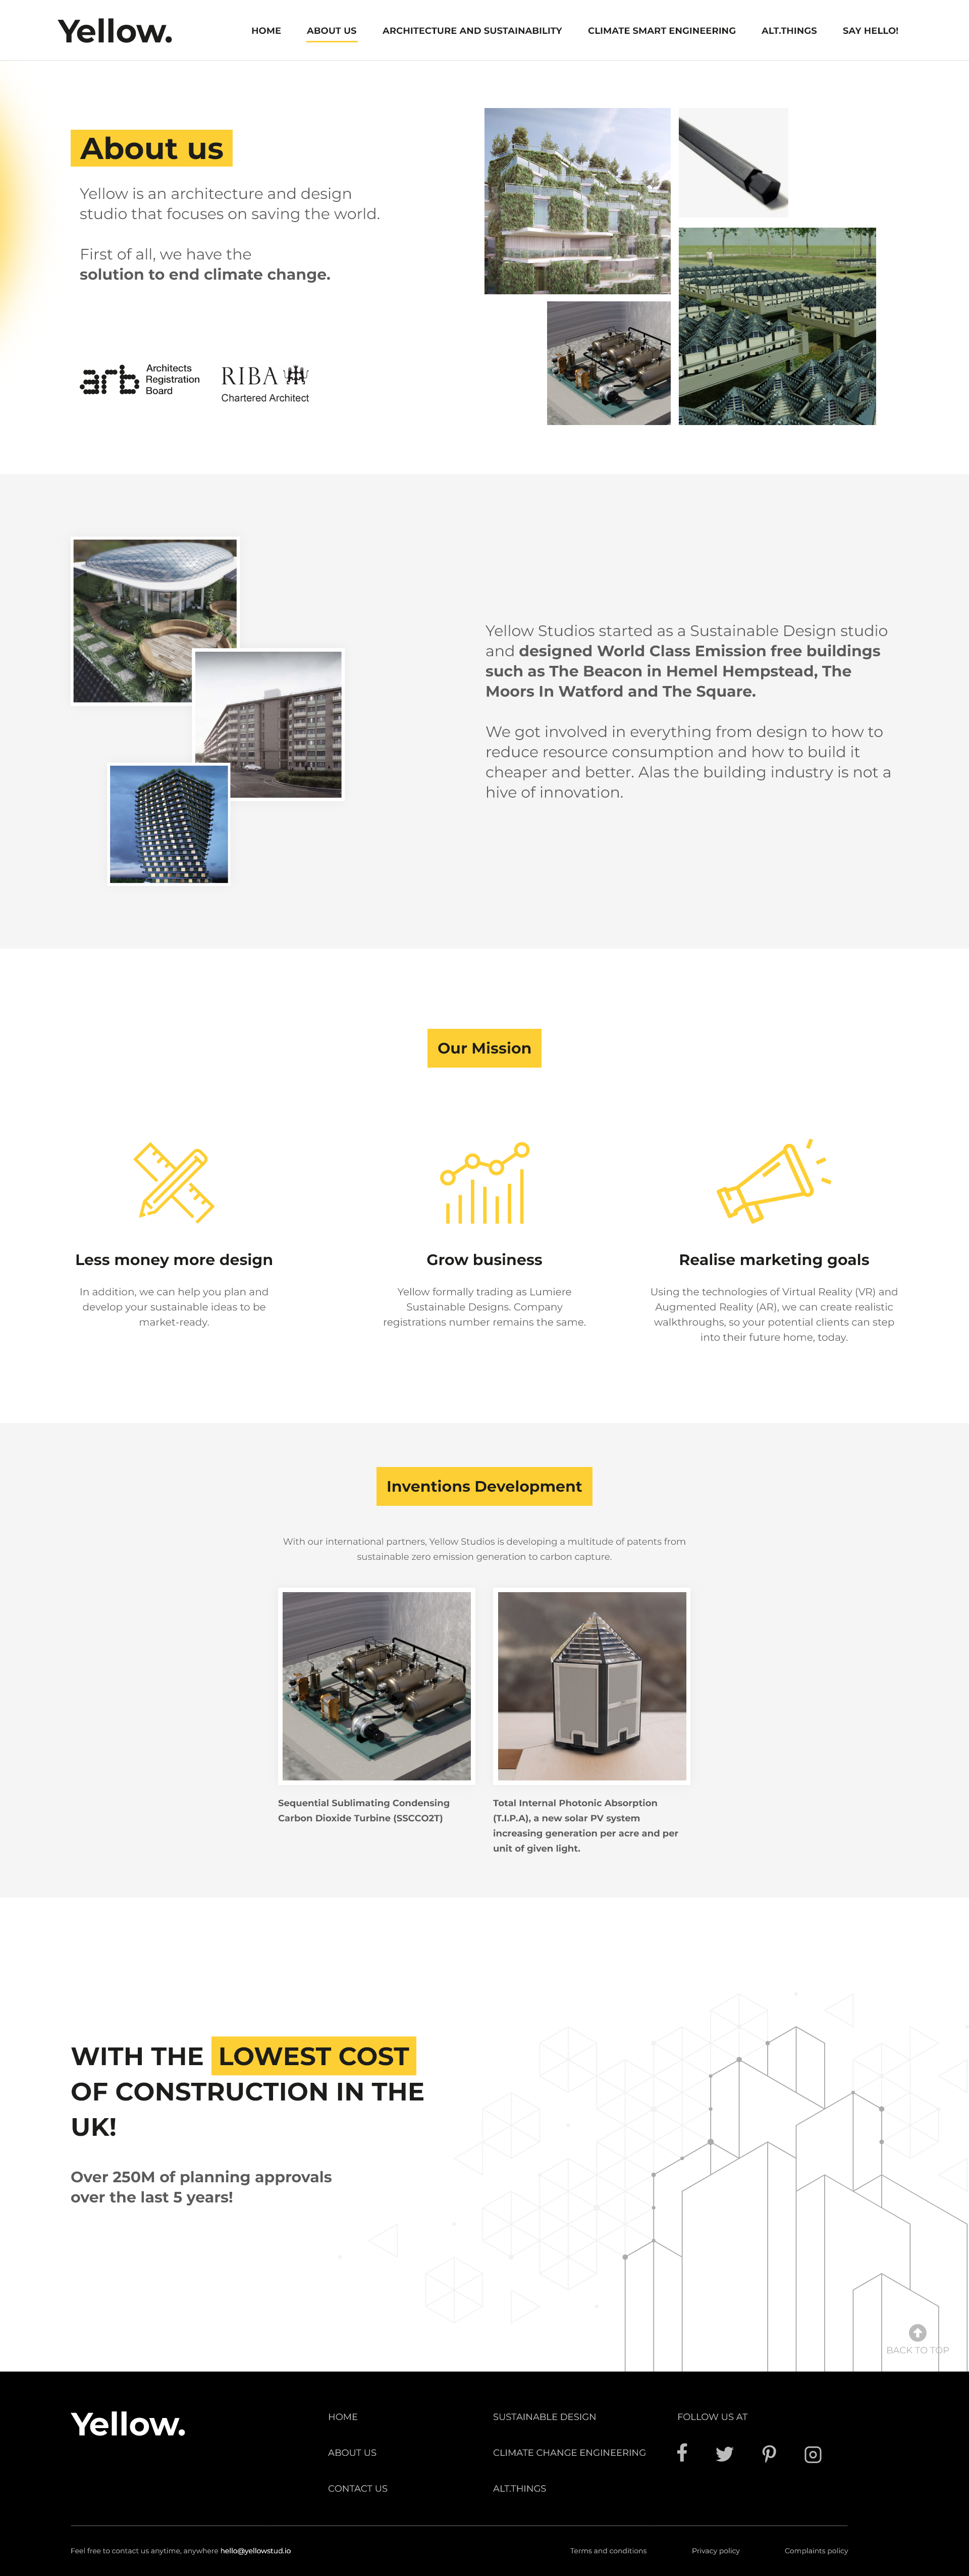 Yellow.
HOME
ABOUT US
ARCHITECTURE AND SUSTAINABILITY
CLIMATE SMART ENGINEERING
ALT.THINGS
SAY HELLO!
About us
Yellow is an architecture and design
studio that focuses on saving the world.
First of all, we have the
solution to end climate change.
arb
Architects
Registration
Board
RIBA
Chartered Architect
Yellow Studios started as a Sustainable Design studio
and designed World Class Emission free buildings
such as The Beacon in Hemel Hempstead, The
Moors In Watford and The Square.
We got involved in everything from design to how to
reduce resource consumption and how to build it
cheaper and better. Alas the building industry is not a
hive of innovation.
Our Mission
Less money more design
In addition, we can help you plan and
develop your sustainable ideas to be
market-ready.
Grow business
Yellow formally trading as Lumiere
Sustainable Designs. Company
registrations number remains the same.
Realise marketing goals
Using the technologies of Virtual Reality (VR) and
Augmented Reality (AR), we can create realistic
walkthroughs, so your potential clients can step
into their future home, today.
Inventions Development
With our international partners, Yellow Studios is developing a multitude of patents from
sustainable zero emission generation to carbon capture.
Sequential Sublimating Condensing
Carbon Dioxide Turbine (SSCCO2T)
Total Internal Photonic Absorption
(T.I.P.A), a new solar PV system
increasing generation per acre and per
unit of given light.
WITH THE LOWEST COST
OF CONSTRUCTION IN THE
UK!
Over 250M of planning approvals
over the last 5 years!
BACK TO TOP
Yellow.
HOME
ABOUT US
CONTACT US
SUSTAINABLE DESIGN
CLIMATE CHANGE ENGINEERING
ALT.THINGS
FOLLOW US AT
Feel free to contact us anytime, anywhere hello@yellowstud.io
Terms and conditions
Privacy policy
Complaints policy